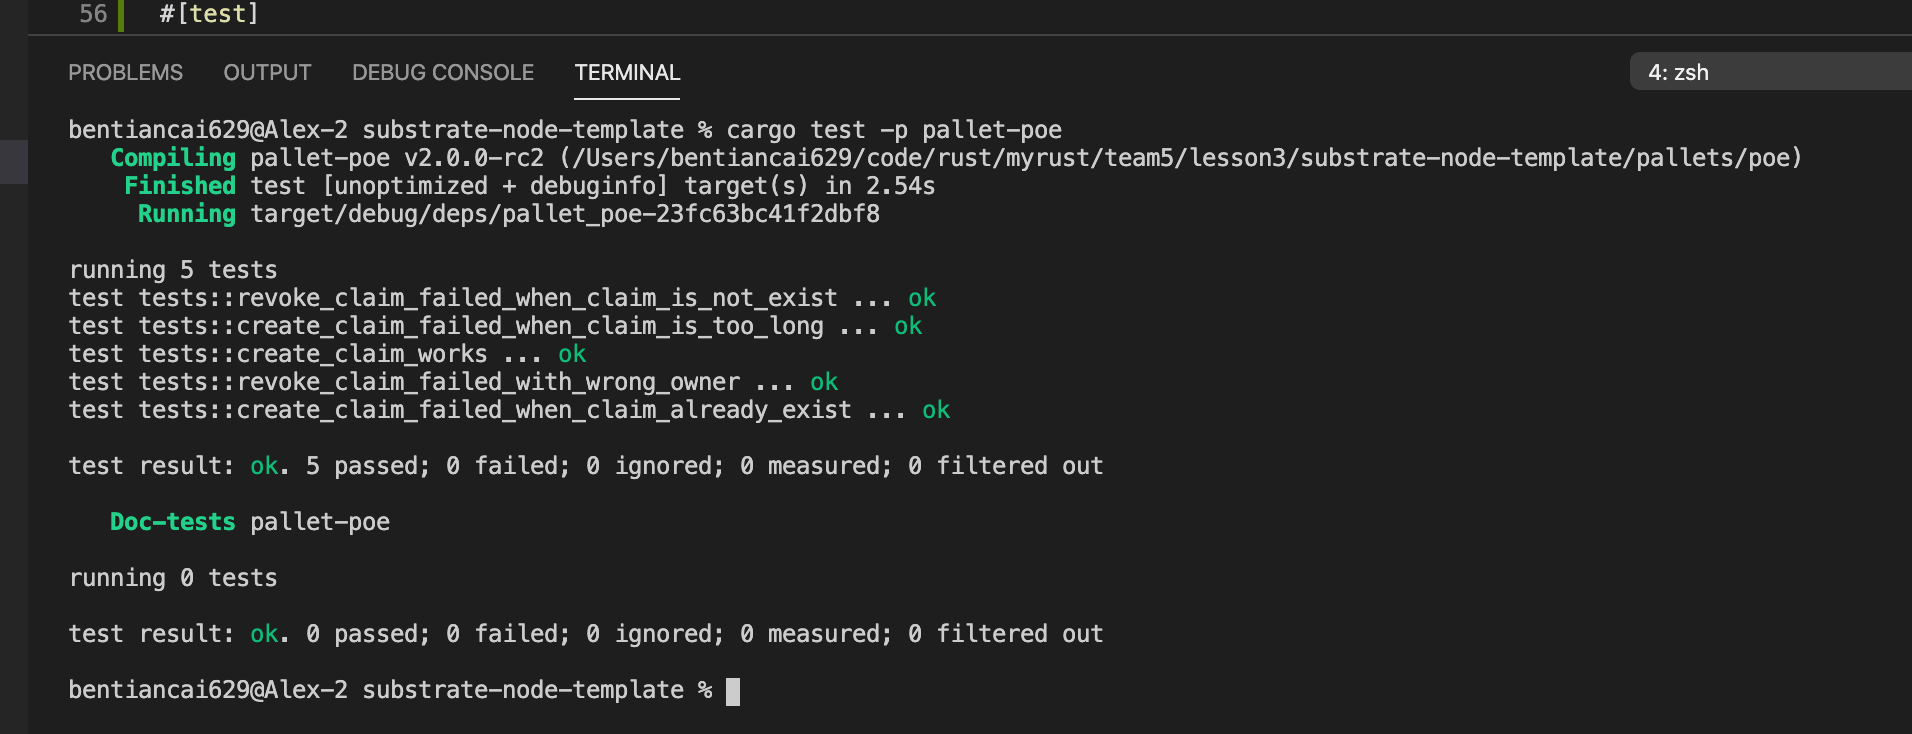 56 #[test]
PROBLEMS OUTPUT DEBUG CONSOLE TERMINAL 4: zsh
bentiancai629@Alex-2 substrate-node-template % cargo test -p pallet-poe
Compiling pallet-poe v2.0.0-rc2 (/Users/bentiancai629/code/rust/myrust/team5/lesson3/substrate-node-template/pallets/poe)
Finished test [unoptimized + debuginfo] target(s) in 2.54s
Running target/debug/deps/pallet_poe-23fc63bc41f2dbf8
running 5 tests
test tests::revoke_claim_failed_when_claim_is_not_exist ... ok
test tests::create_claim_failed_when_claim_is_too_long ... ok
test tests::create_claim_works ... ok
test tests::revoke_claim_failed_with_wrong_owner ... ok
test tests::create_claim_failed_when_claim_already_exist ... ok
test result: ok. 5 passed; 0 failed; 0 ignored; 0 measured; 0 filtered out
Doc-tests pallet-poe
running 0 tests
test result: ok. 0 passed; 0 failed; 0 ignored; 0 measured; 0 filtered out
bentiancai629@Alex-2 substrate-node-template %